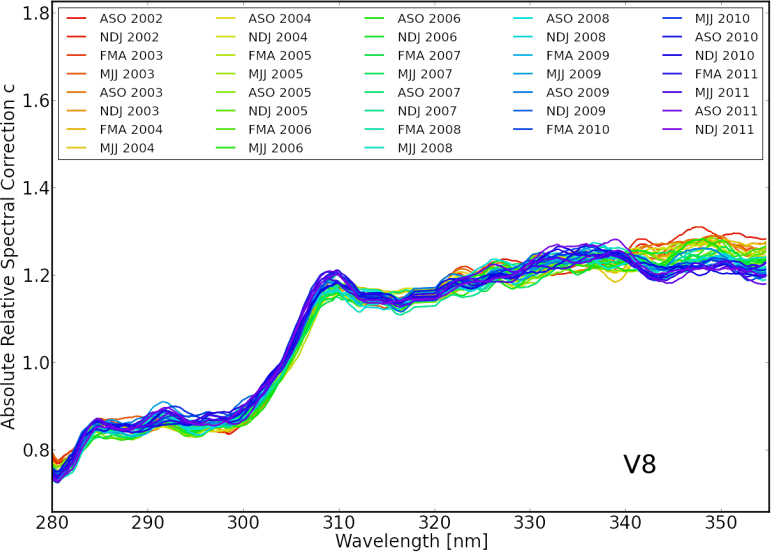 Absolute Relative Spectral Correction c
1.8
1.6
1.4
1.2
1.0
0.8
ASO 2002
NDJ 2002
FMA 2003
MJJ 2003
ASO 2003
NDJ 2003
FMA 2004
MJJ 2004
ASO 2004
NDJ 2004
FMA 2005
MJJ 2005
ASO 2005
NDJ 2005
FMA 2006
MJJ 2006
ASO 2006
NDJ 2006
FMA 2007
MJJ 2007
ASO 2007
NDJ 2007
FMA 2008
MJJ 2008
ASO 2008
NDJ 2008
FMA 2009
MJJ 2009
ASO 2009
NDJ 2009
FMA 2010
MJJ 2010
ASO 2010
NDJ 2010
FMA 2011
MJJ 2011
ASO 2011
NDJ 2011
V8
280 290 300 310 320 330 340 350
Wavelength [nm]